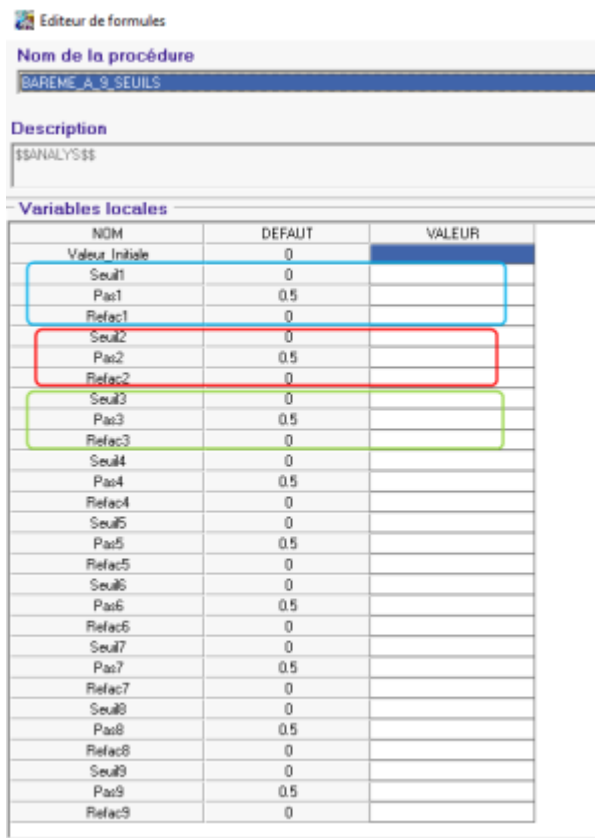 Editeur de formules
Nom de la procédure
BAREME_A_9_SEUILS
Description
$$ANALYS$$
Variables locales
NOM DEFAUT VALEUR
Valeur_Initiale 0
Seuil1 0
Pas1 0.5
Refac1 0
Seuil2 0
Pas2 0.5
Refac2 0
Seuil3 0
Pas3 0.5
Refac3 0
Seuil4 0
Pas4 0.5
Refac4 0
Seuil5 0
Pas5 0.5
Refac5 0
Seuil6 0
Pas6 0.5
Refac6 0
Seuil7 0
Pas7 0.5
Refac7 0
Seuil8 0
Pas8 0.5
Refac8 0
Seuil9 0
Pas9 0.5
Refac9 0